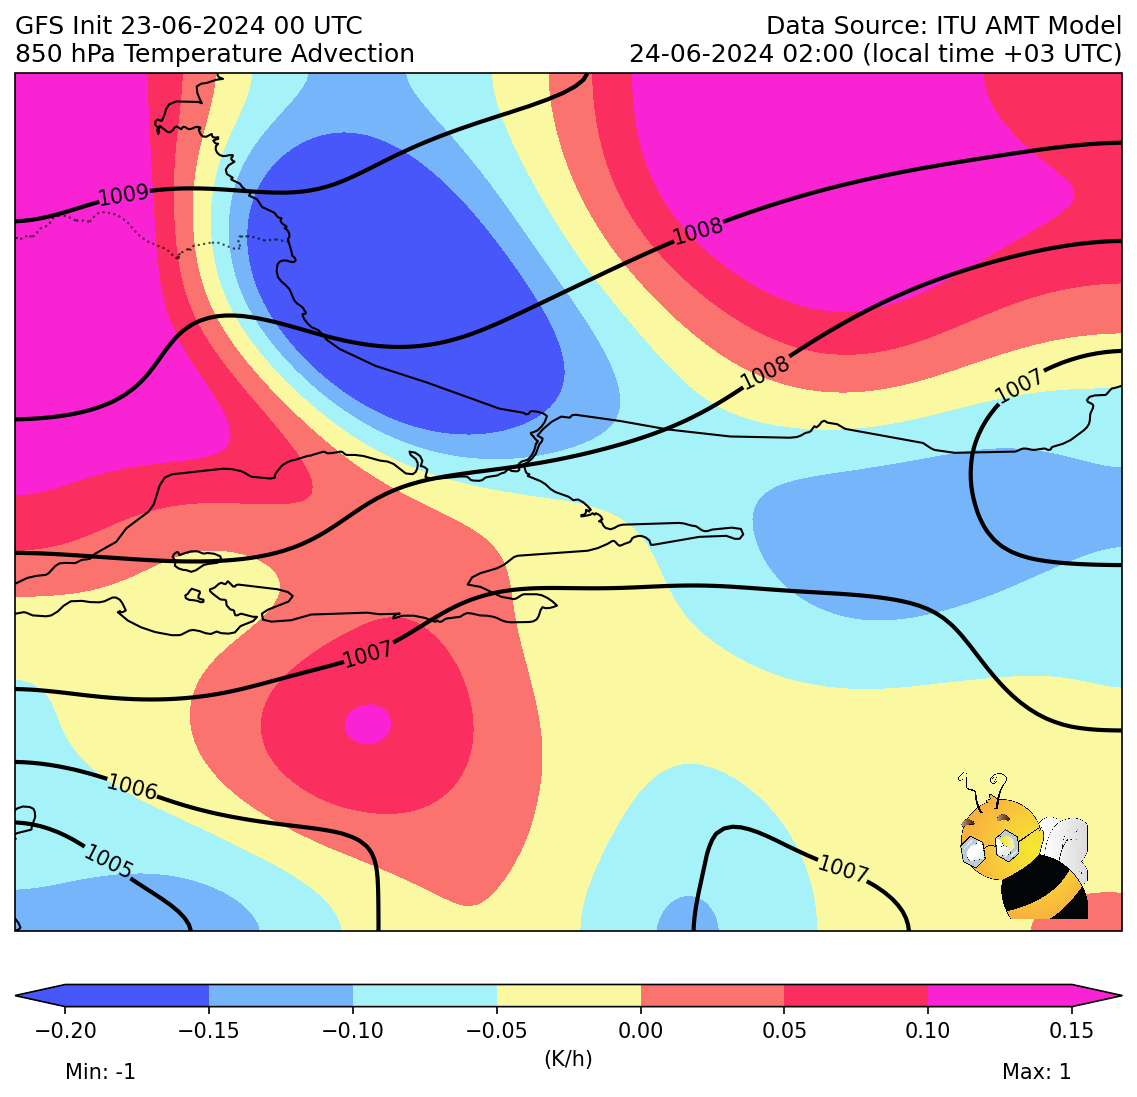 GFS Init 23-06-2024 00 UTC
850 hPa Temperature Advection
Data Source: ITU AMT Model
24-06-2024 02:00 (local time +03 UTC)
1009
1008
1008
1007
1007
1006
1005
1007
−0.20 −0.15 −0.10 −0.05 0.00 0.05 0.10 0.15
(K/h)
Min: -1
Max: 1